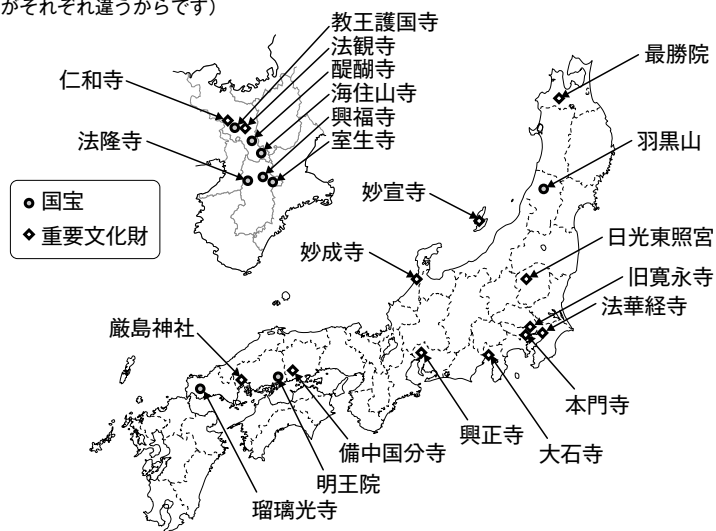 がそれぞれ違うからです）
教王護国寺
法観寺
醍醐寺
海住山寺
興福寺
室生寺
仁和寺
法隆寺
国宝
重要文化財
最勝院
羽黒山
妙宣寺
妙成寺
日光東照宮
旧寛永寺
法華経寺
本門寺
大石寺
興正寺
厳島神社
備中国分寺
明王院
瑠璃光寺